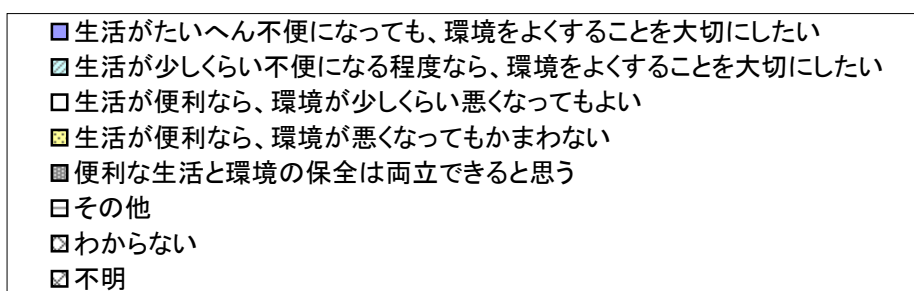 生活がたいへん不便になっても、環境をよくすることを大切にしたい
生活が少しくらい不便になる程度なら、環境をよくすることを大切にしたい
生活が便利なら、環境が少しくらい悪くなってもよい
生活が便利なら、環境が悪くなってもかまわない
便利な生活と環境の保全は両立できると思う
その他
わからない
不明